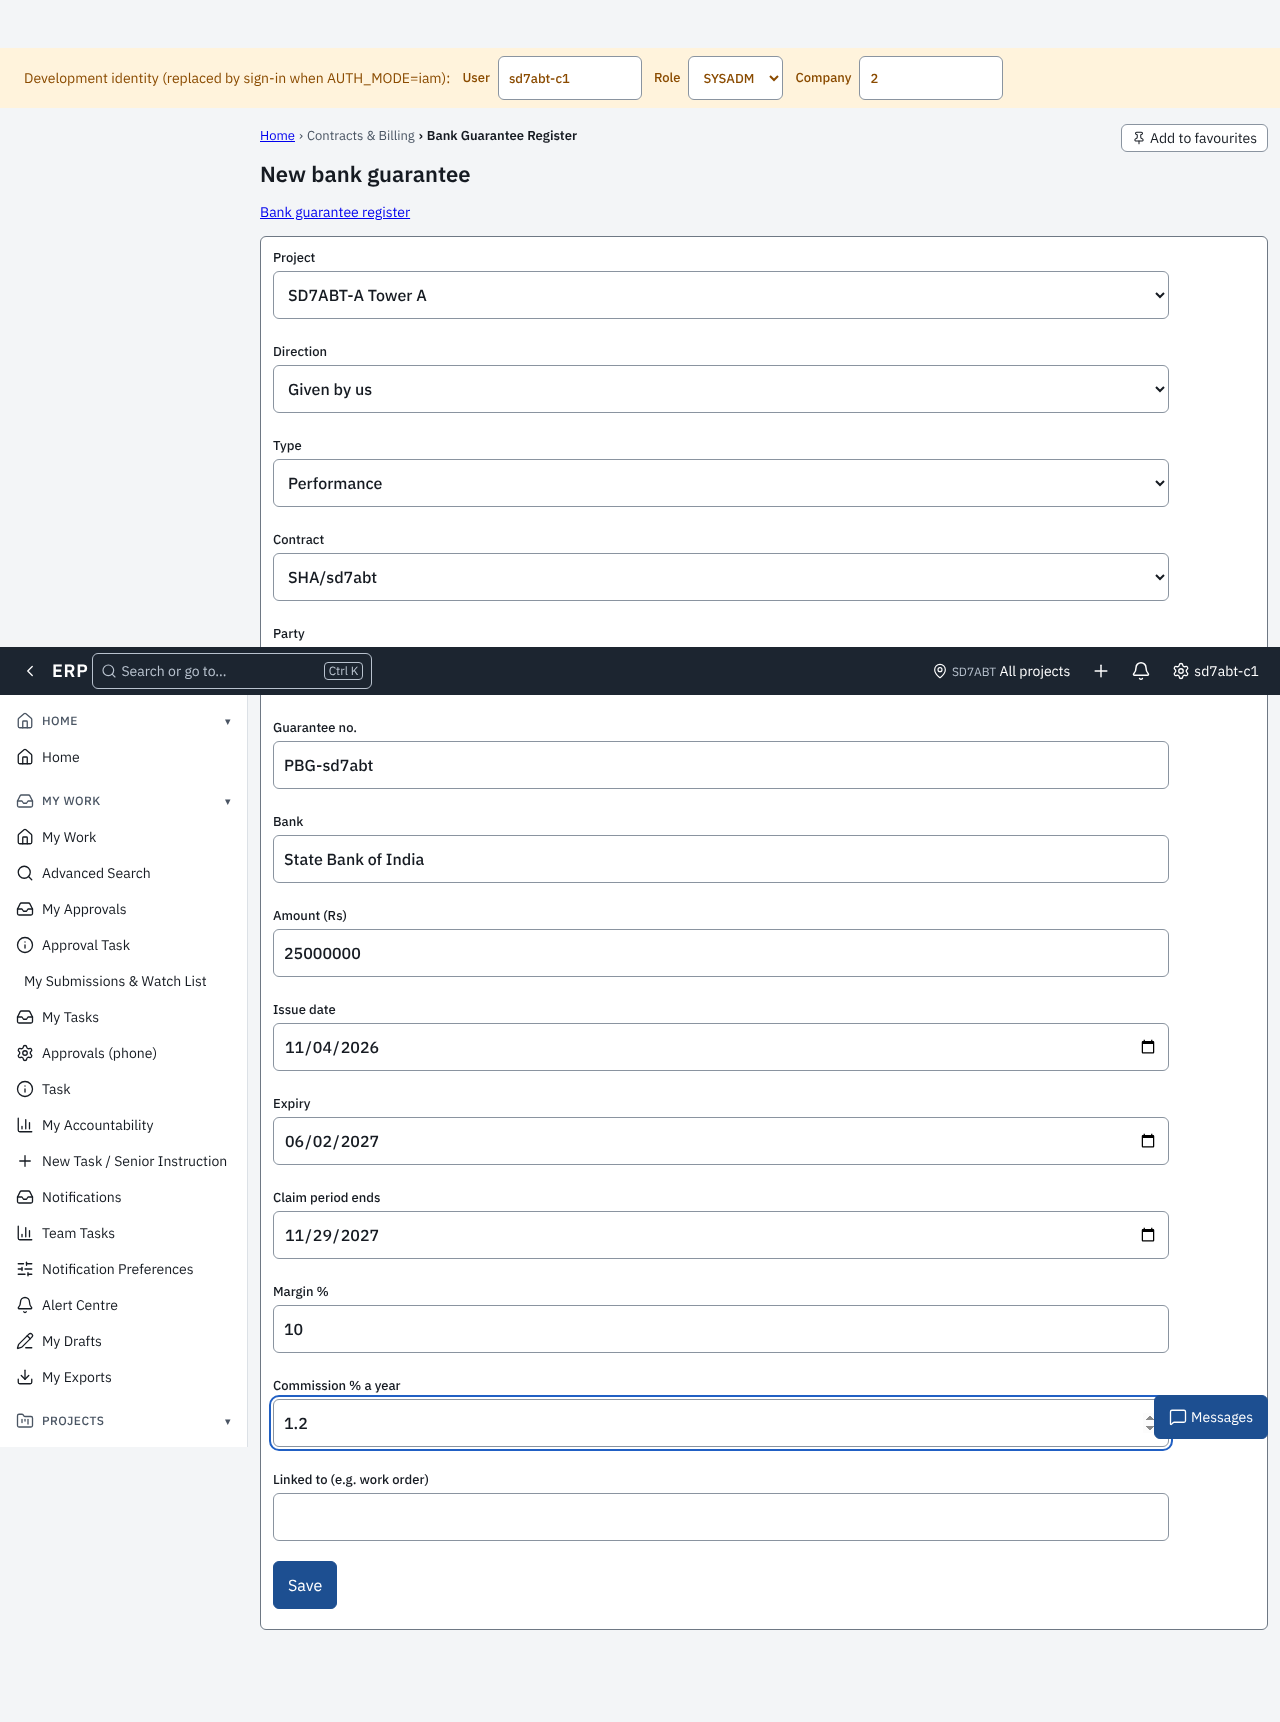 Development identity (replaced by sign-in when AUTH_MODE=iam): User sd7abt-c1 Role SYSADM Company 2
Home › Contracts & Billing › Bank Guarantee Register
Add to favourites
New bank guarantee
Bank guarantee register
Project
SD7ABT-A Tower A
Direction
Given by us
Type
Performance
Contract
SHA/sd7abt
Party
ERP Search or go to... Ctrl K SD7ABT All projects sd7abt-c1
HOME
Home
MY WORK
My Work
Advanced Search
My Approvals
Approval Task
My Submissions & Watch List
My Tasks
Approvals (phone)
Task
My Accountability
New Task / Senior Instruction
Notifications
Team Tasks
Notification Preferences
Alert Centre
My Drafts
My Exports
PROJECTS
Guarantee no.
PBG-sd7abt
Bank
State Bank of India
Amount (Rs)
25000000
Issue date
11/04/2026
Expiry
06/02/2027
Claim period ends
11/29/2027
Margin %
10
Commission % a year
1.2
Messages
Linked to (e.g. work order)
Save